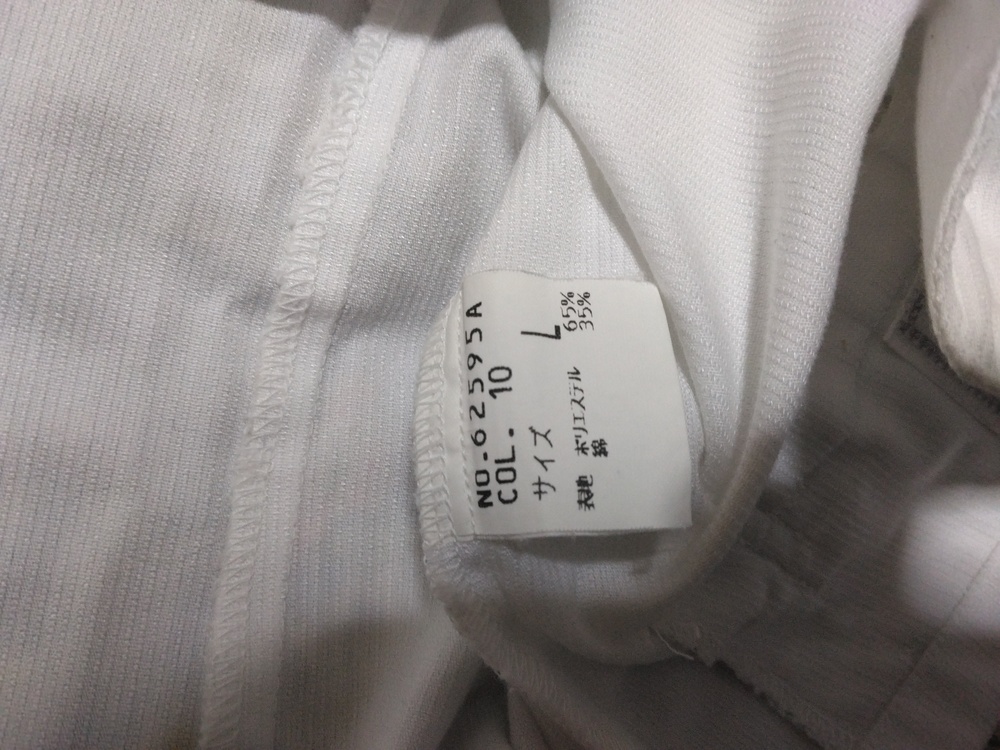 NO.62595A
COL. 10
サイズ L
表地 ポリエステル 65%
綿 35%